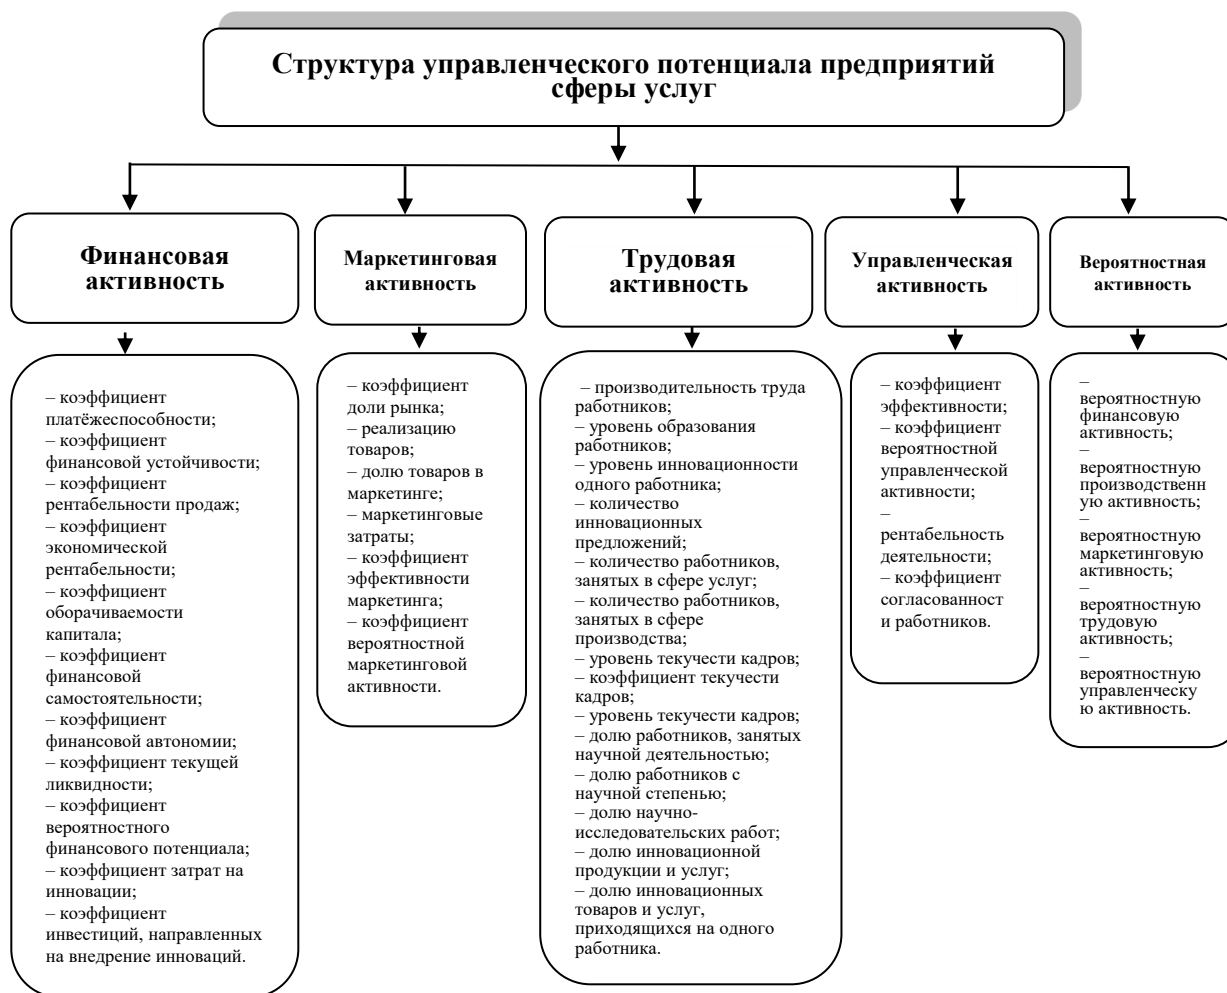 Структура управленческого потенциала предприятий
сферы услуг
Финансовая
активность
Маркетинговая
активность
Трудовая
активность
Управленческая
активность
Вероятностная
активность
– коэффициент
платёжеспособности;
– коэффициент
финансовой устойчивости;
– коэффициент
рентабельности продаж;
– коэффициент
экономической
рентабельности;
– коэффициент
оборачиваемости
капитала;
– коэффициент
финансовой
самостоятельности;
– коэффициент
финансовой автономии;
– коэффициент текущей
ликвидности;
– коэффициент
вероятностного
финансового потенциала;
– коэффициент затрат на
инновации;
– коэффициент
инвестиций, направленных
на внедрение инноваций.
– коэффициент
доли рынка;
– реализацию
товаров;
– долю товаров в
маркетинге;
– маркетинговые
затраты;
– коэффициент
эффективности
маркетинга;
– коэффициент
вероятностной
маркетинговой
активности.
– производительность труда
работников;
– уровень образования
работников;
– уровень инновационности
одного работника;
– количество
инновационных
предложений;
– количество работников,
занятых в сфере услуг;
– количество работников,
занятых в сфере
производства;
– уровень текучести кадров;
– коэффициент текучести
кадров;
– уровень текучести кадров;
– долю работников, занятых
научной деятельностью;
– долю работников с
научной степенью;
– долю научно-
исследовательских работ;
– долю инновационной
продукции и услуг;
– долю инновационных
товаров и услуг,
приходящихся на одного
работника.
– коэффициент
эффективности;
– коэффициент
вероятностной
управленческой
активности;
–
рентабельность
деятельности;
– коэффициент
согласованност
и работников.
–
вероятностную
финансовую
активность;
–
вероятностную
производственн
ую активность;
–
вероятностную
маркетинговую
активность;
–
вероятностную
трудовую
активность;
–
вероятностную
управленческу
ю активность.